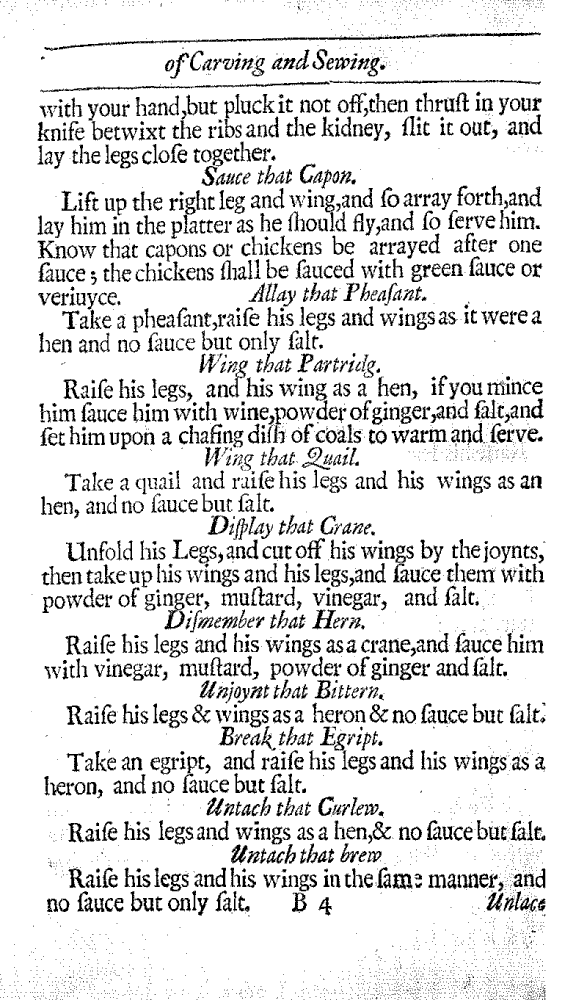 of Carving and Sewing.
with your hand,but pluck it not off,then thruſt in your
knife betwixt the ribs and the kidney, ſlit it out, and
lay the legs cloſe together.
Sauce that Capon.
Lift up the right leg and wing,and ſo array forth,and
lay him in the platter as he ſhould fly,and ſo ſerve him.
Know that capons or chickens be arrayed after one
ſauce; the chickens ſhall be ſauced with green ſauce or
veriuyce. Allay that Pheaſant.
Take a pheaſant,raiſe his legs and wings as it were a
hen and no ſauce but only ſalt.
Wing that Partridg.
Raiſe his legs, and his wing as a hen, if you mince
him ſauce him with wine,powder of ginger,and ſalt,and
ſet him upon a chafing diſh of coals to warm and ſerve.
Wing that Quail.
Take a quail and raiſe his legs and his wings as an
hen, and no ſauce but ſalt.
Diſplay that Crane.
Unfold his Legs,and cut off his wings by the joynts,
then take up his wings and his legs,and ſauce them with
powder of ginger, muſtard, vinegar, and ſalt.
Diſmember that Hern.
Raiſe his legs and his wings as a crane,and ſauce him
with vinegar, muſtard, powder of ginger and ſalt.
Unjoynt that Bittern.
Raiſe his legs & wings as a heron & no ſauce but ſalt.
Break that Egript.
Take an egript, and raiſe his legs and his wings as a
heron, and no ſauce but ſalt.
Untach that Curlew.
Raiſe his legs and wings as a hen,& no ſauce but ſalt.
Untach that brew
Raiſe his legs and his wings in the ſame manner, and
no ſauce but only ſalt. B 4 Unlace